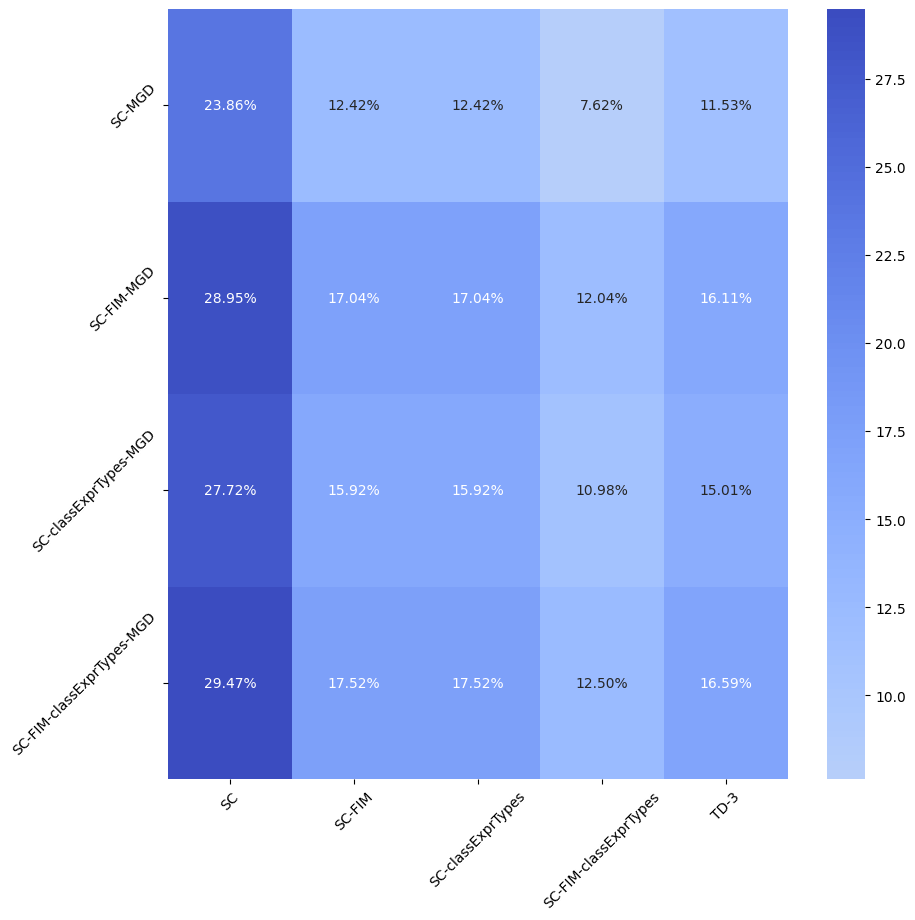 SC-MGD
23.86% 12.42% 12.42% 7.62% 11.53%
SC-FIM-MGD
28.95% 17.04% 17.04% 12.04% 16.11%
SC-classExprTypes-MGD
27.72% 15.92% 15.92% 10.98% 15.01%
SC-FIM-classExprTypes-MGD
29.47% 17.52% 17.52% 12.50% 16.59%
SC
SC-FIM
SC-classExprTypes
SC-FIM-classExprTypes
TD-3
27.5
25.0
22.5
20.0
17.5
15.0
12.5
10.0